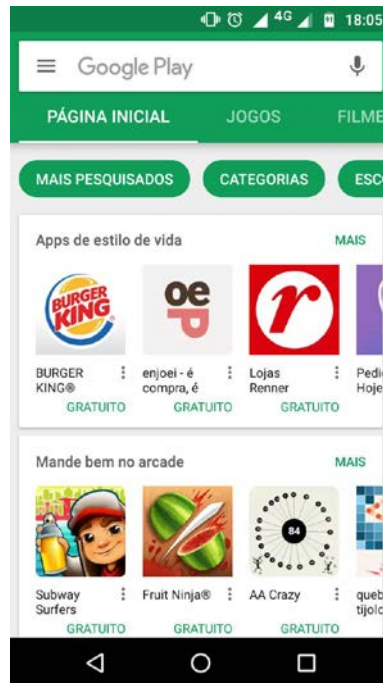 4G 18:05
Google Play
PÁGINA INICIAL JOGOS FILME
MAIS PESQUISADOS CATEGORIAS ESC
Apps de estilo de vida MAIS
BURGER
KING
oe
p
r
BURGER
KING®
GRATUITO
enjoei - é
compra, é
GRATUITO
Lojas
Renner
GRATUITO
Pedi
Hoje
Mande bem no arcade MAIS
84
Subway
Surfers
GRATUITO
Fruit Ninja®
GRATUITO
AA Crazy
GRATUITO
queb
tijolo